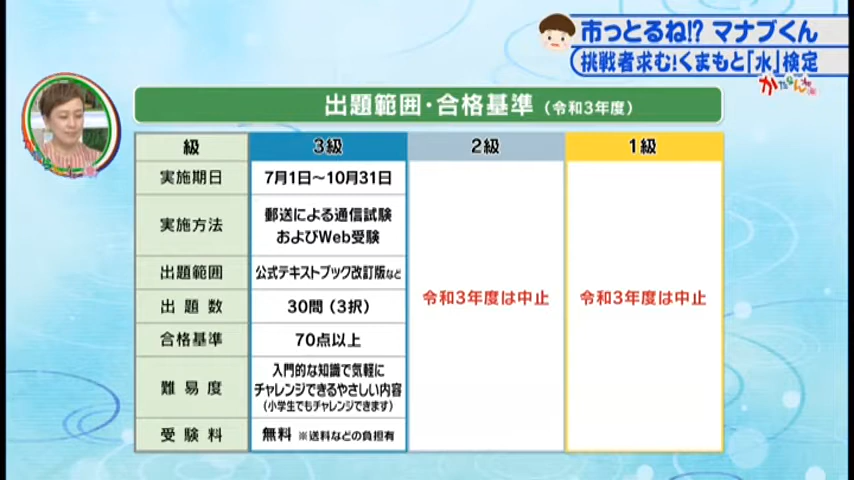 市っとるね!? マナブくん
挑戦者求む!くまもと「水」検定
かたらんね
出題範囲・合格基準（令和3年度）
級 3級 2級 1級
実施期日 7月1日～10月31日
実施方法 郵送による通信試験
およびWeb受験
出題範囲 公式テキストブック改訂版など
出題数 30問（3択）
令和3年度は中止 令和3年度は中止
合格基準 70点以上
難易度 入門的な知識で気軽に
チャレンジできるやさしい内容
（小学生でもチャレンジできます）
受験料 無料 ※送料などの負担有